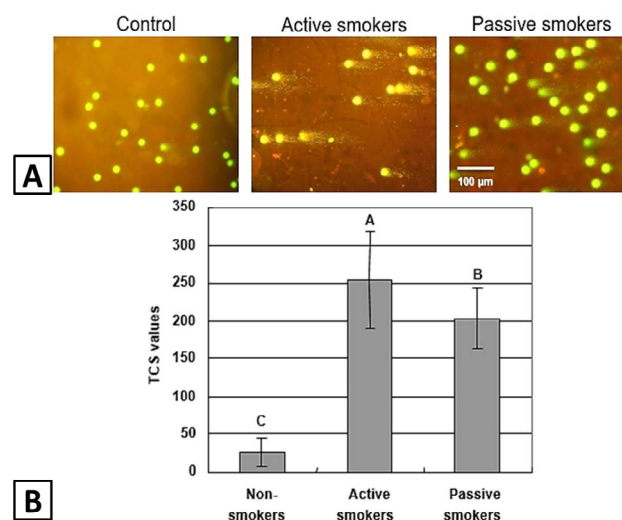 Control
Active smokers
Passive smokers
A
100 µm
350
300
250
200
150
100
50
0
TCS values
C
A
B
Non-
smokers
Active
smokers
Passive
smokers
B